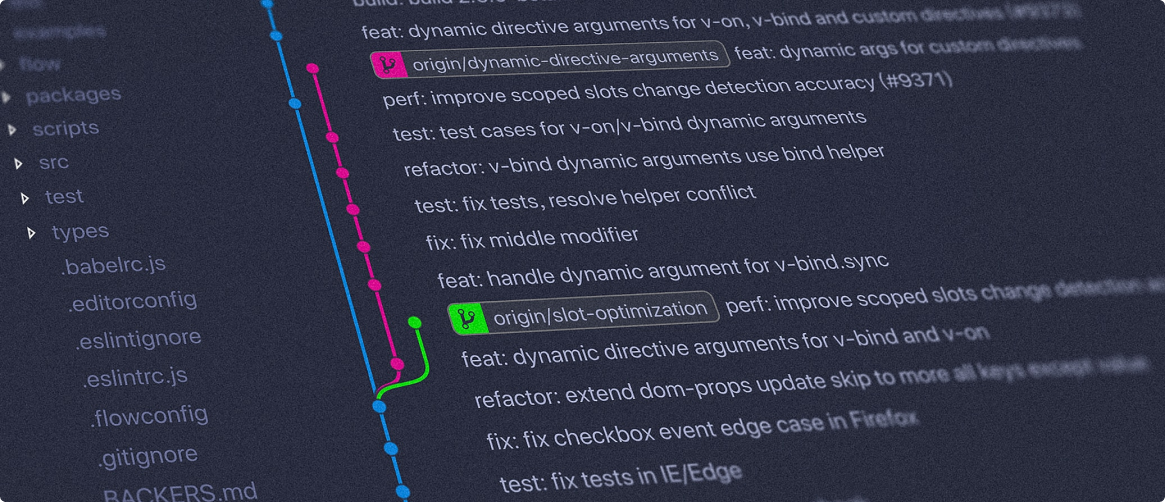 examples
flow
packages
scripts
src
test
types
.babelrc.js
.editorconfig
.eslintignore
.eslintrc.js
.flowconfig
.gitignore
BACKERS.md
feat: dynamic directive arguments for v-on, v-bind and custom directives (#9373)
origin/dynamic-directive-arguments feat: dynamic args for custom directives
perf: improve scoped slots change detection accuracy (#9371)
test: test cases for v-on/v-bind dynamic arguments
refactor: v-bind dynamic arguments use bind helper
test: fix tests, resolve helper conflict
fix: fix middle modifier
feat: handle dynamic argument for v-bind.sync
origin/slot-optimization perf: improve scoped slots change detection
feat: dynamic directive arguments for v-bind and v-on
refactor: extend dom-props update skip to more all keys except value
fix: fix checkbox event edge case in Firefox
test: fix tests in IE/Edge